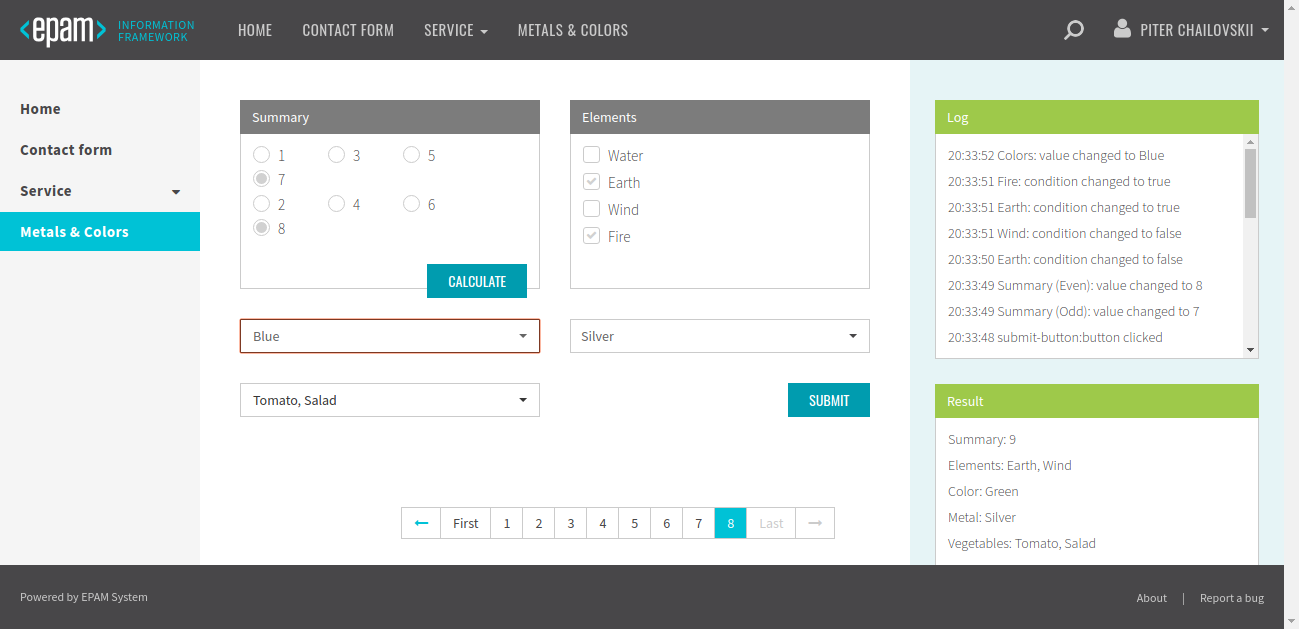 <epam> INFORMATION FRAMEWORK
HOME CONTACT FORM SERVICE METALS & COLORS
PITER CHAILOVSKII
Home
Contact form
Service
Metals & Colors
Summary
1 3 5
7
2 4 6
8
CALCULATE
Elements
Water
Earth
Wind
Fire
Blue
Silver
Tomato, Salad
SUBMIT
← First 1 2 3 4 5 6 7 8 Last →
Log
20:33:52 Colors: value changed to Blue
20:33:51 Fire: condition changed to true
20:33:51 Earth: condition changed to true
20:33:51 Wind: condition changed to false
20:33:50 Earth: condition changed to false
20:33:49 Summary (Even): value changed to 8
20:33:49 Summary (Odd): value changed to 7
20:33:48 submit-button:button clicked
Result
Summary: 9
Elements: Earth, Wind
Color: Green
Metal: Silver
Vegetables: Tomato, Salad
Powered by EPAM System
About | Report a bug